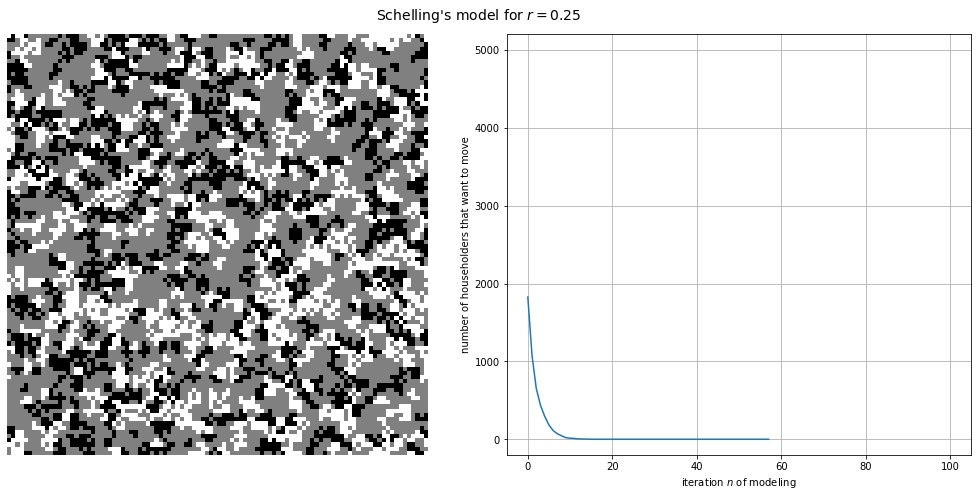 Schelling's model for r = 0.25
5000
4000
3000
2000
1000
0
number of householders that want to move
0 20 40 60 80 100
iteration n of modeling